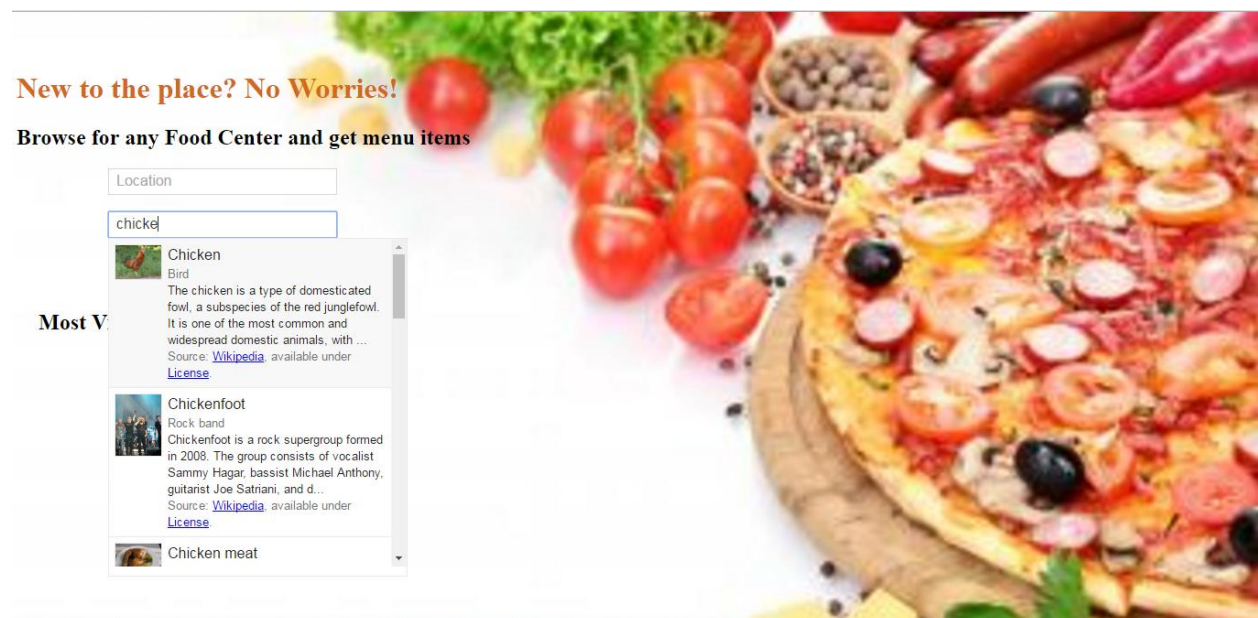 New to the place? No Worries!
Browse for any Food Center and get menu items
Location
chicke
Chicken
Bird
The chicken is a type of domesticated
fowl, a subspecies of the red junglefowl.
It is one of the most common and
widespread domestic animals, with ...
Source: Wikipedia, available under
License.
Most V
Chickenfoot
Rock band
Chickenfoot is a rock supergroup formed
in 2008. The group consists of vocalist
Sammy Hagar, bassist Michael Anthony,
guitarist Joe Satriani, and d...
Source: Wikipedia, available under
License.
Chicken meat